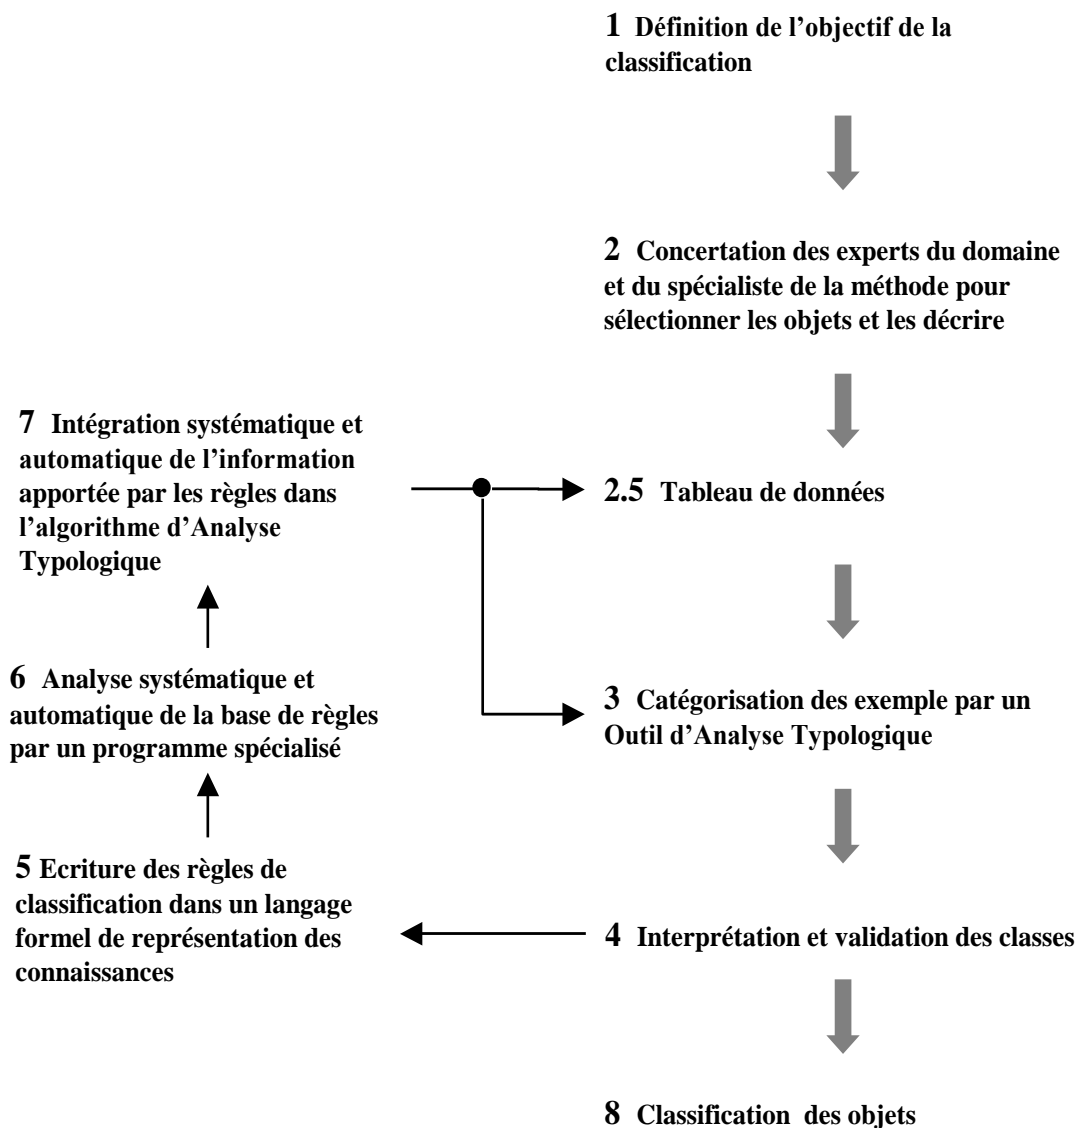 1 Définition de l’objectif de la
classification
2 Concertation des experts du domaine
et du spécialiste de la méthode pour
sélectionner les objets et les décrire
7 Intégration systématique et
automatique de l’information
apportée par les règles dans
l’algorithme d’Analyse
Typologique
2.5 Tableau de données
6 Analyse systématique et
automatique de la base de règles
par un programme spécialisé
3 Catégorisation des exemple par un
Outil d’Analyse Typologique
5 Ecriture des règles de
classification dans un langage
formel de représentation des
connaissances
4 Interprétation et validation des classes
8 Classification des objets